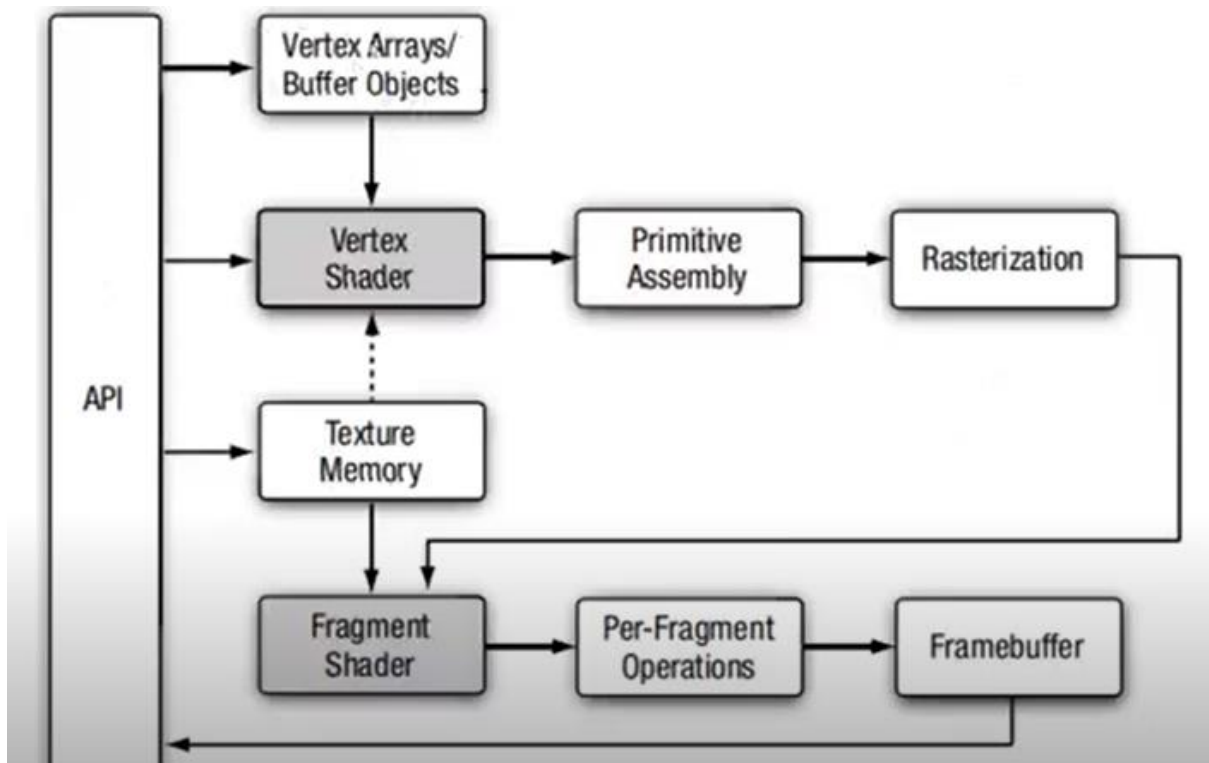 Vertex Arrays/
Buffer Objects
Vertex
Shader
Primitive
Assembly
Rasterization
API
Texture
Memory
Fragment
Shader
Per-Fragment
Operations
Framebuffer